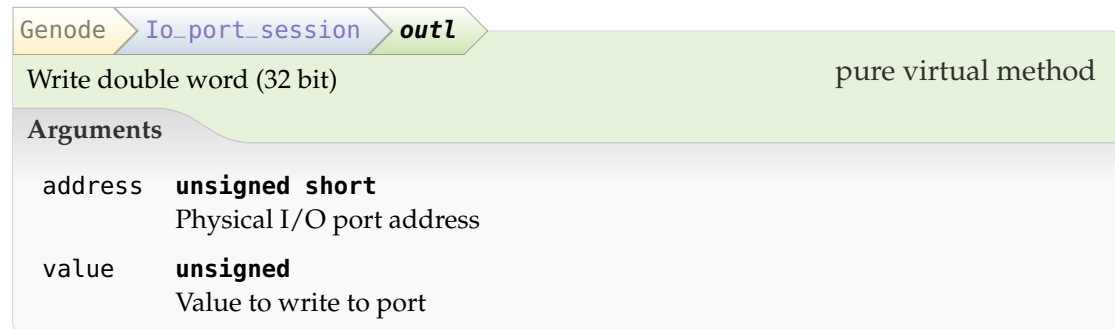 Genode Io_port_session outl
Write double word (32 bit) pure virtual method
Arguments
address unsigned short
Physical I/O port address
value unsigned
Value to write to port